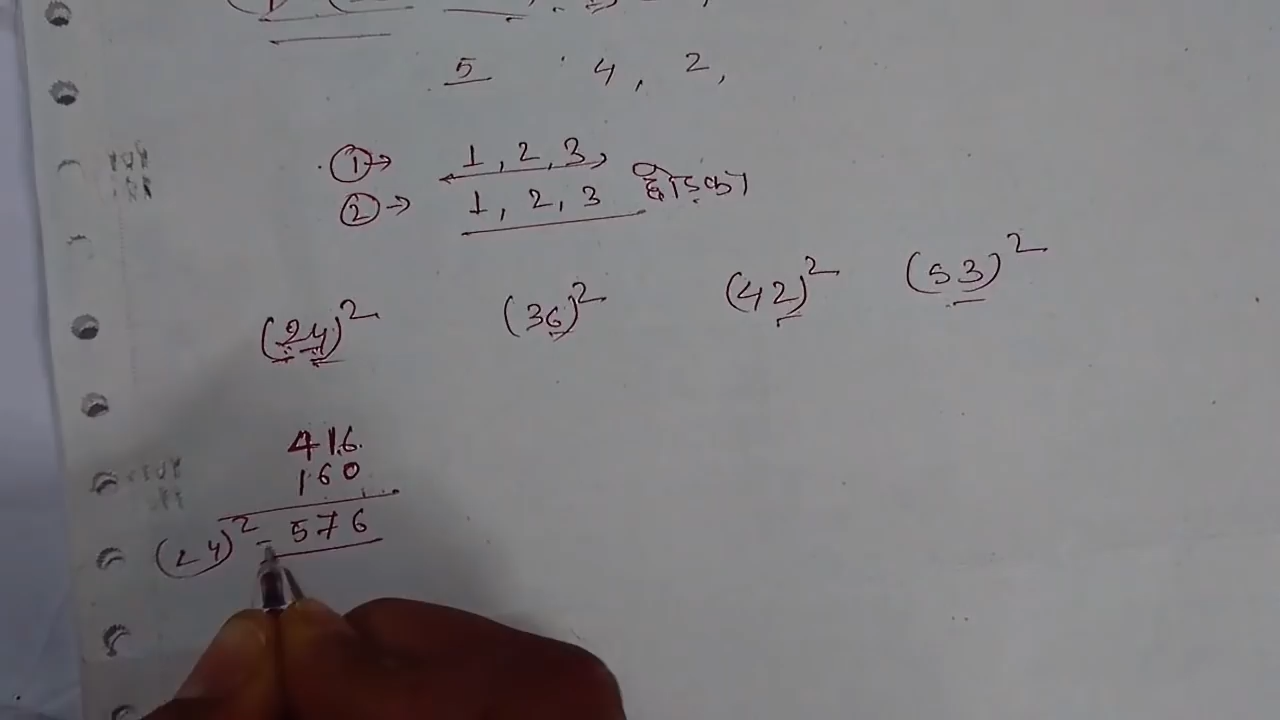 5 4, 2,
① → 1, 2, 3,
② → 1, 2, 3 छोडका
(24)² (36)² (42)² (53)²
416
160
(24)² = 576